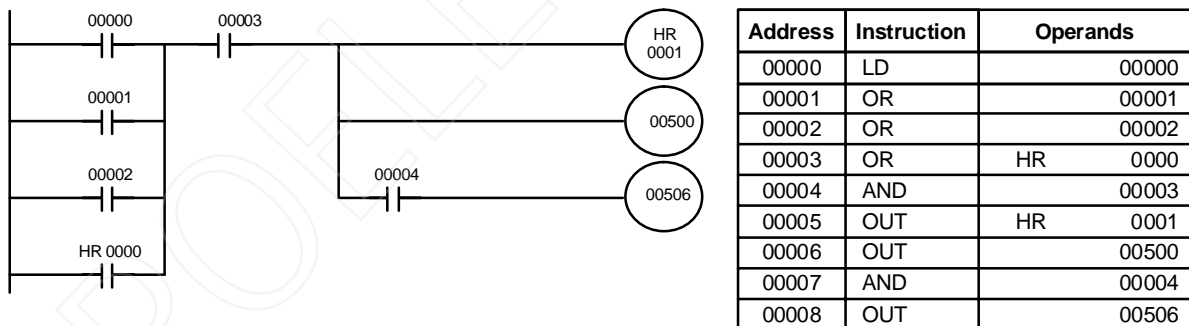 00000 00003
HR
0001
00001
00500
00002 00004
00506
HR 0000
Address Instruction Operands
00000 LD 00000
00001 OR 00001
00002 OR 00002
00003 OR HR 0000
00004 AND 00003
00005 OUT HR 0001
00006 OUT 00500
00007 AND 00004
00008 OUT 00506